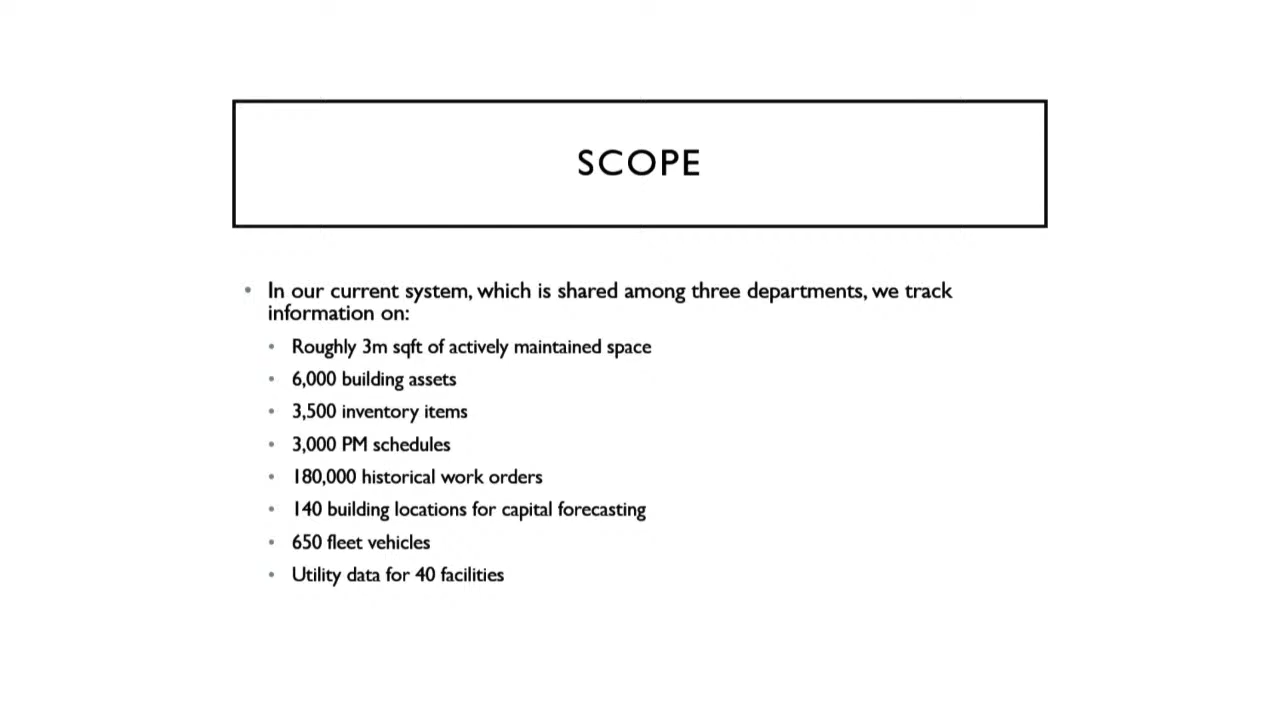 SCOPE
• In our current system, which is shared among three departments, we track
information on:
• Roughly 3m sqft of actively maintained space
• 6,000 building assets
• 3,500 inventory items
• 3,000 PM schedules
• 180,000 historical work orders
• 140 building locations for capital forecasting
• 650 fleet vehicles
• Utility data for 40 facilities